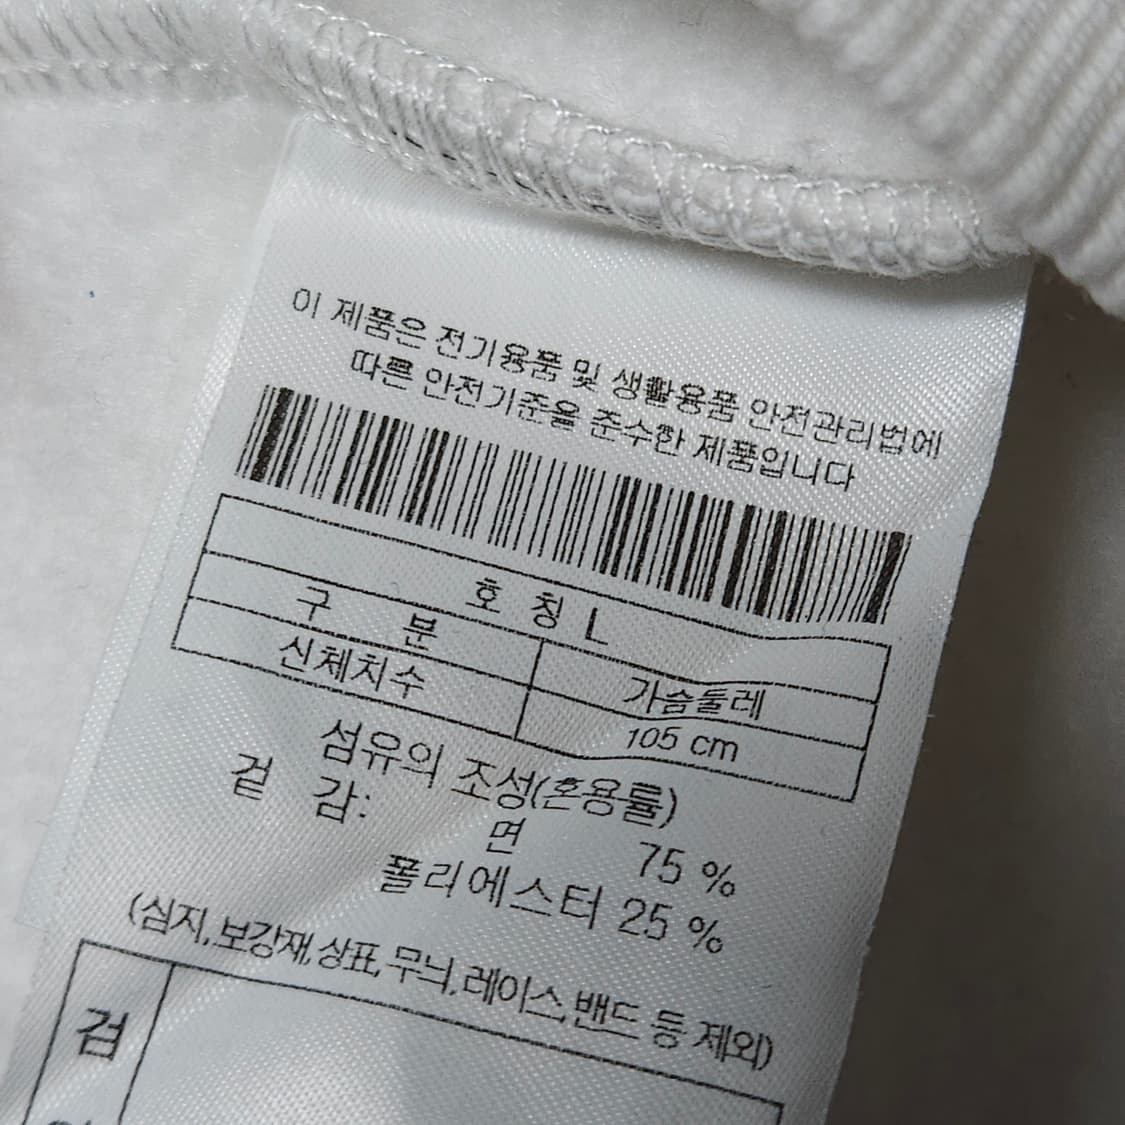 이 제품은 전기용품 및 생활용품 안전관리법에
따른 안전기준을 준수한 제품입니다
호 칭 L
구 분 가슴둘레
신체치수 105 cm
섬유의 조성(혼용률)
겉 감:
면 75 %
폴리에스터 25 %
(심지,보강재,상표,무늬,레이스,밴드 등 제외)
검